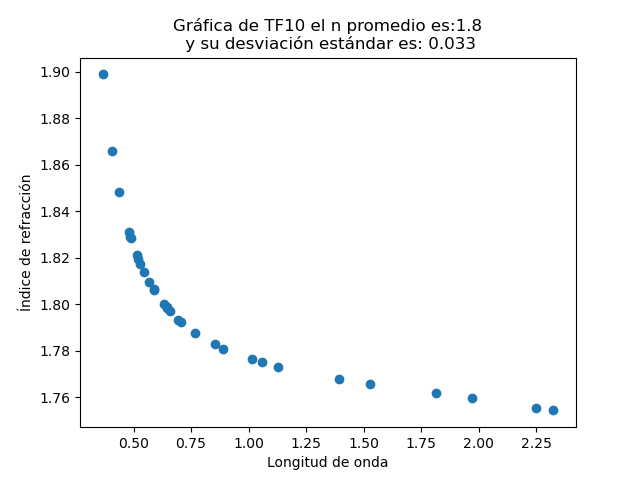 Gráfica de TF10 el n promedio es:1.8
y su desviación estándar es: 0.033
1.90
1.88
1.86
1.84
1.82
1.80
1.78
1.76
Índice de refracción
0.50 0.75 1.00 1.25 1.50 1.75 2.00 2.25
Longitud de onda